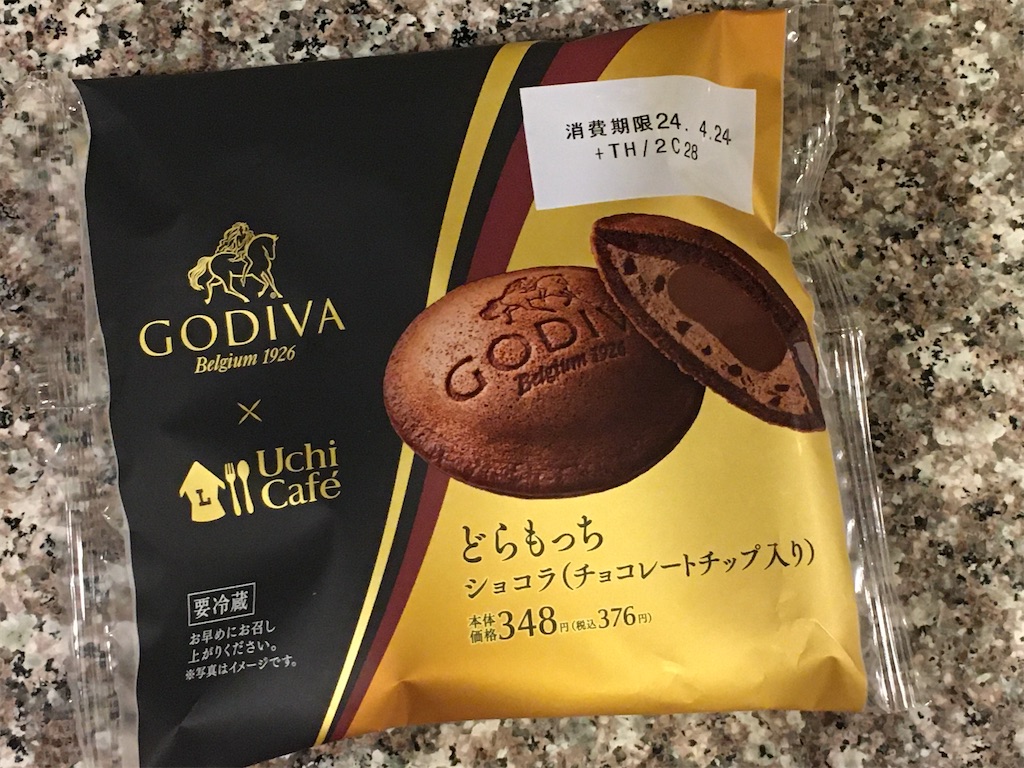 消費期限24. 4.24
+TH/2C28
GODIVA
Belgium 1926
×
L
Uchi
Café
GODIV
Belgium 1926
どらもっち
ショコラ(チョコレートチップ入り)
本体価格348円(税込376円)
要冷蔵
お早めにお召し
上がりください。
※写真はイメージです。